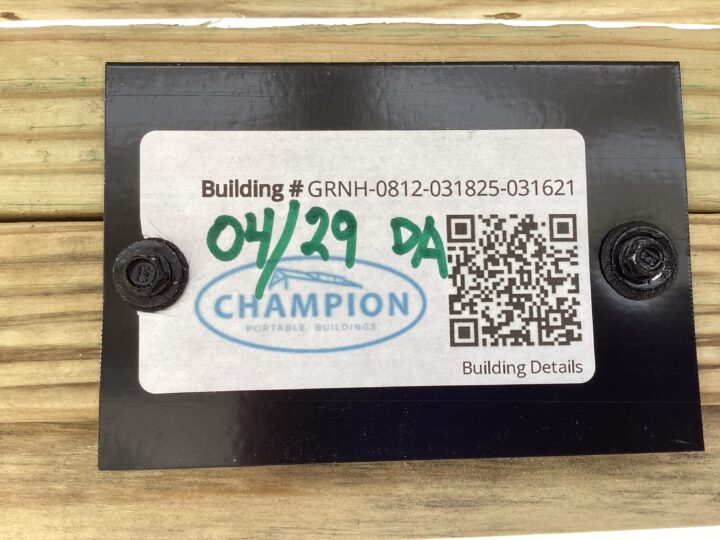 Building # GRNH-0812-031825-031621
04/29 DA
CHAMPION
PORTABLE BUILDINGS
Building Details